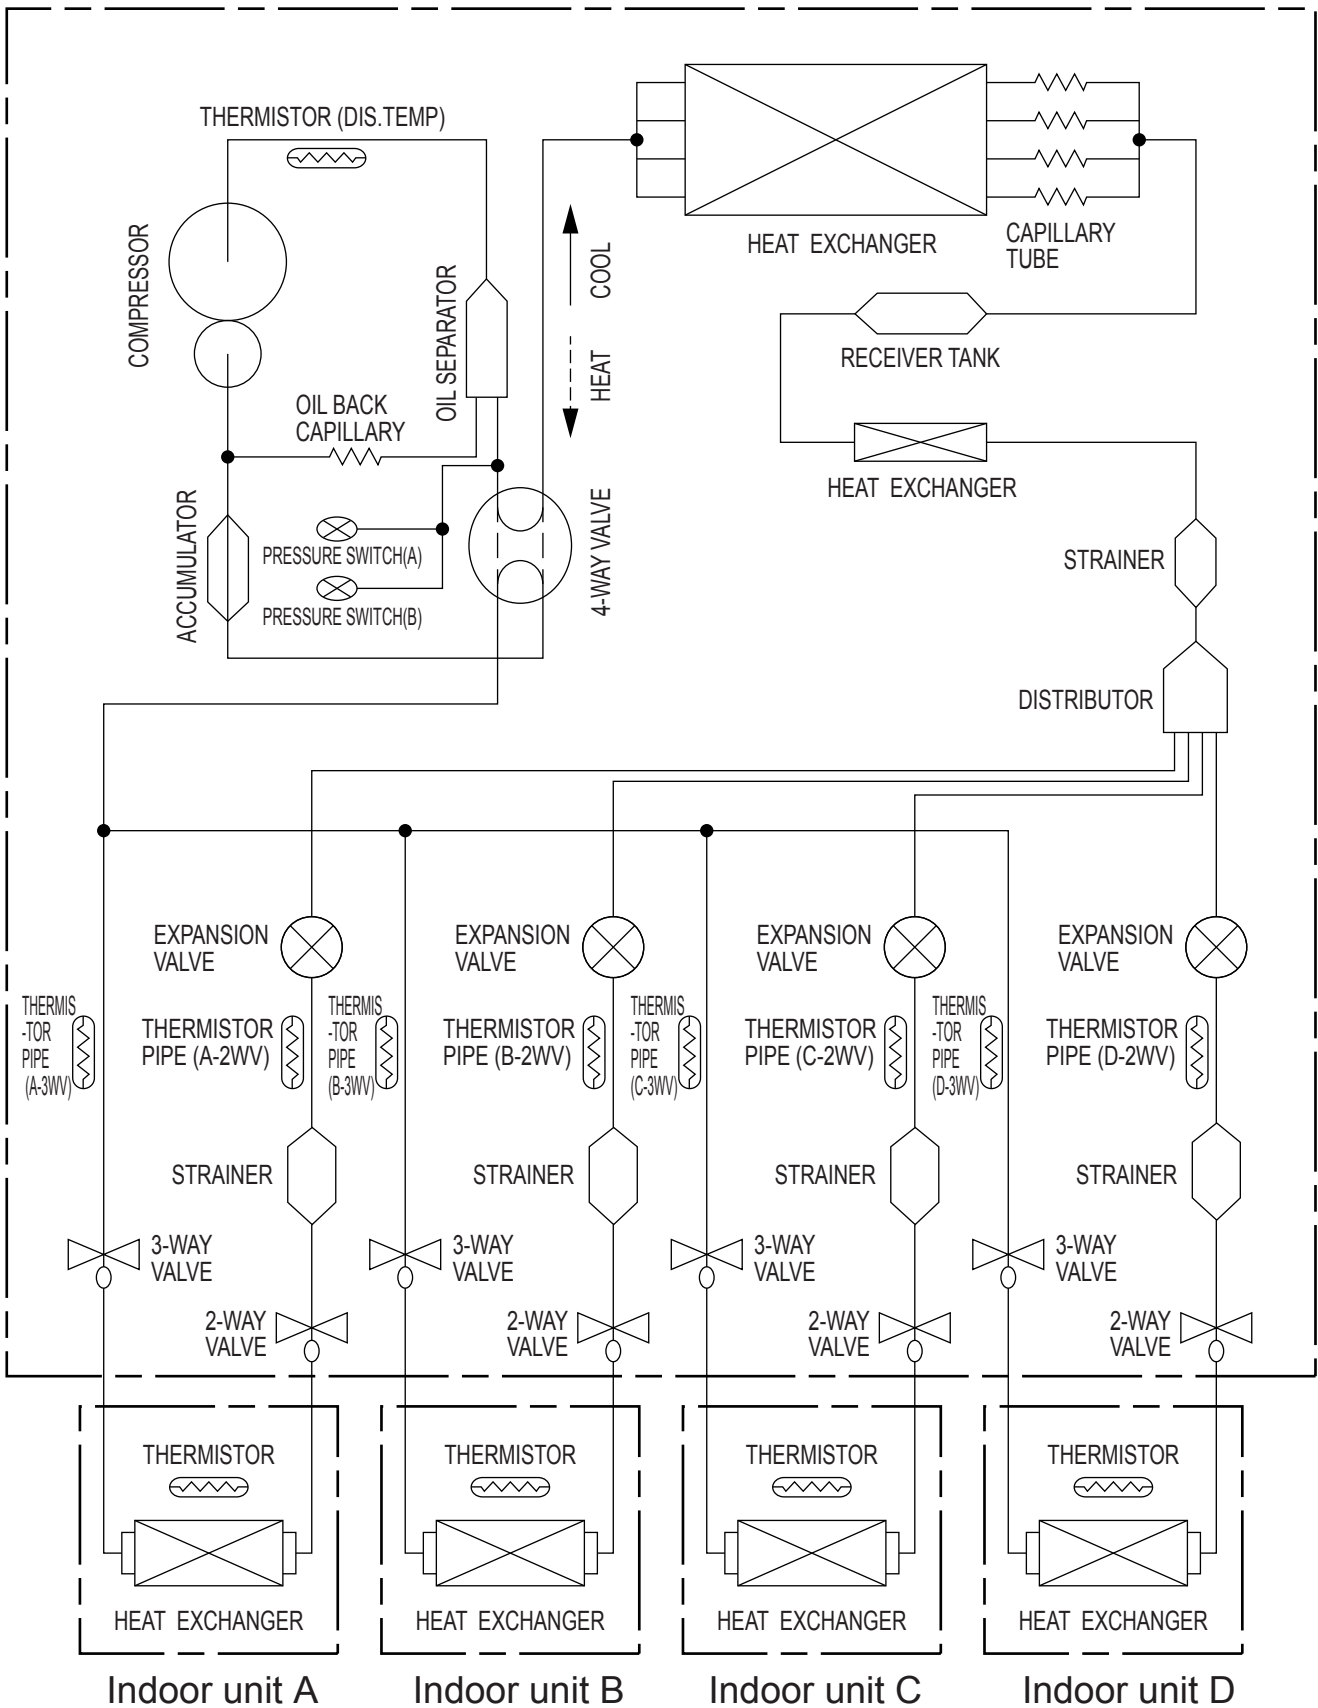 THERMISTOR (DIS.TEMP)
COMPRESSOR
OIL SEPARATOR
COOL
HEAT
HEAT EXCHANGER
CAPILLARY
TUBE
RECEIVER TANK
OIL BACK
CAPILLARY
HEAT EXCHANGER
ACCUMULATOR
PRESSURE SWITCH(A)
PRESSURE SWITCH(B)
4-WAY VALVE
STRAINER
DISTRIBUTOR
EXPANSION
VALVE
EXPANSION
VALVE
EXPANSION
VALVE
EXPANSION
VALVE
THERMIS
-TOR
PIPE
(A-3WV)
THERMISTOR
PIPE (A-2WV)
THERMIS
-TOR
PIPE
(B-3WV)
THERMISTOR
PIPE (B-2WV)
THERMIS
-TOR
PIPE
(C-3WV)
THERMISTOR
PIPE (C-2WV)
THERMIS
-TOR
PIPE
(D-3WV)
THERMISTOR
PIPE (D-2WV)
STRAINER
STRAINER
STRAINER
STRAINER
3-WAY
VALVE
3-WAY
VALVE
3-WAY
VALVE
3-WAY
VALVE
2-WAY
VALVE
2-WAY
VALVE
2-WAY
VALVE
2-WAY
VALVE
THERMISTOR
THERMISTOR
THERMISTOR
THERMISTOR
HEAT EXCHANGER
HEAT EXCHANGER
HEAT EXCHANGER
HEAT EXCHANGER
Indoor unit A
Indoor unit B
Indoor unit C
Indoor unit D